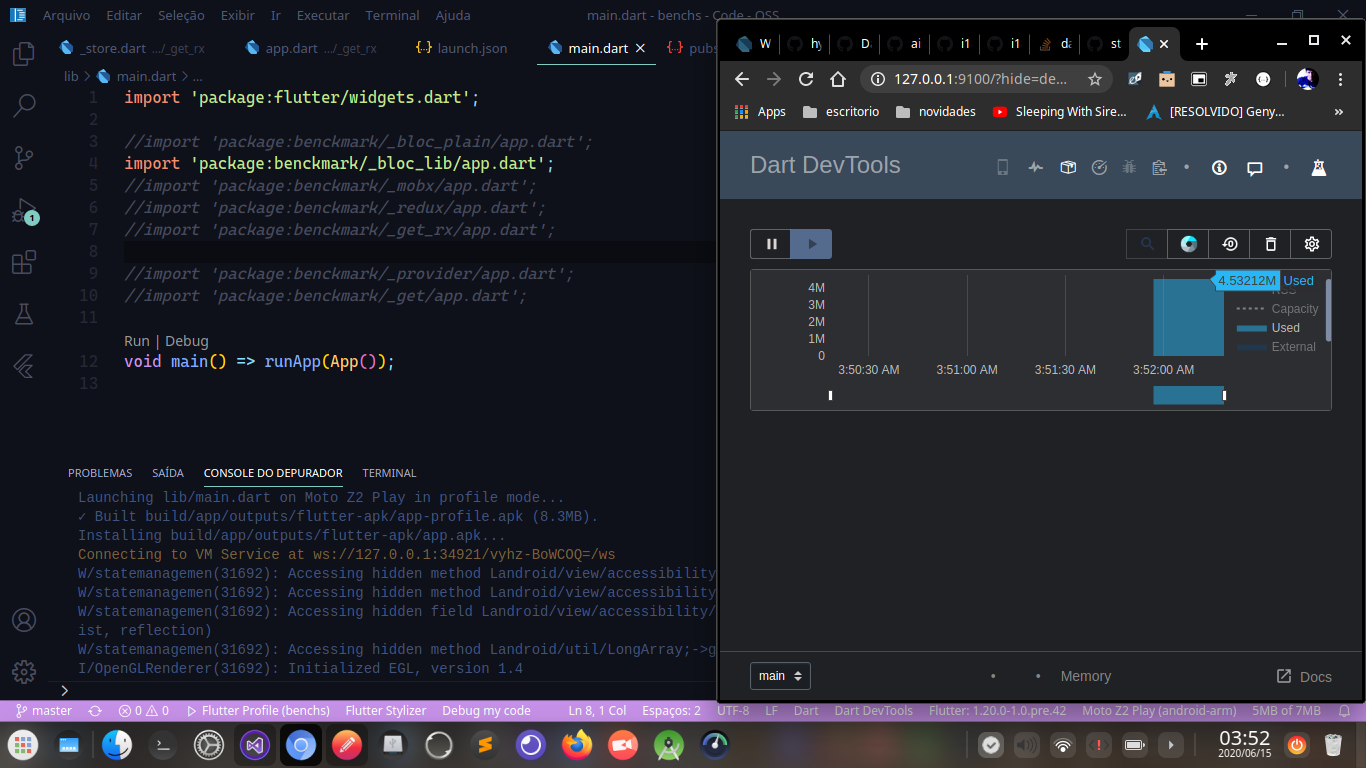 Arquivo Editar Seleção Exibir Ir Executar Terminal Ajuda
main.dart - benchs - Code - OSS
_store.dart .../_get_rx
app.dart .../_get_rx
launch.json
main.dart
pubs
lib > main.dart > ...
1 import 'package:flutter/widgets.dart';
2
3 //import 'package:benckmark/_bloc_plain/app.dart';
4 import 'package:benckmark/_bloc_lib/app.dart';
5 //import 'package:benckmark/_mobx/app.dart';
6 //import 'package:benckmark/_redux/app.dart';
7 //import 'package:benckmark/_get_rx/app.dart';
8
9 //import 'package:benckmark/_provider/app.dart';
10 //import 'package:benckmark/_get/app.dart';
11
Run | Debug
12 void main() => runApp(App());
13
1
PROBLEMAS SAÍDA CONSOLE DO DEPURADOR TERMINAL
Launching lib/main.dart on Moto Z2 Play in profile mode...
✓ Built build/app/outputs/flutter-apk/app-profile.apk (8.3MB).
Installing build/app/outputs/flutter-apk/app.apk...
Connecting to VM Service at ws://127.0.0.1:34921/vyhz-BoWCOQ=/ws
W/statemanagemen(31692): Accessing hidden method Landroid/view/accessibility
W/statemanagemen(31692): Accessing hidden method Landroid/view/accessibility
W/statemanagemen(31692): Accessing hidden field Landroid/view/accessibility/
ist, reflection)
W/statemanagemen(31692): Accessing hidden method Landroid/util/LongArray;->g
I/OpenGLRenderer(31692): Initialized EGL, version 1.4
W hy D. ai i1 i1 da st
127.0.0.1:9100/?hide=de...
Apps escritorio novidades Sleeping With Sire... [RESOLVIDO] Geny... »
Dart DevTools
4.53212M Used
4M
3M
2M
1M
0
Capacity
Used
External
3:50:30 AM 3:51:00 AM 3:51:30 AM 3:52:00 AM
main
• • Memory
Docs
master 0 0 Flutter Profile (benchs) Flutter Stylizer Debug my code Ln 8, 1 Col Espaços: 2 UTF-8 LF Dart Dart DevTools Flutter: 1.20.0-1.0.pre.42 Moto Z2 Play (android-arm) 5MB of 7MB
03:52
2020/06/15